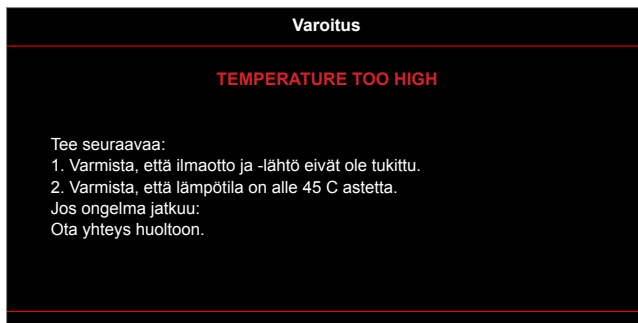 Varoitus
TEMPERATURE TOO HIGH
Tee seuraavaa:
1. Varmista, että ilmaotto ja -lähtö eivät ole tukittu.
2. Varmista, että lämpötila on alle 45 C astetta.
Jos ongelma jatkuu:
Ota yhteys huoltoon.